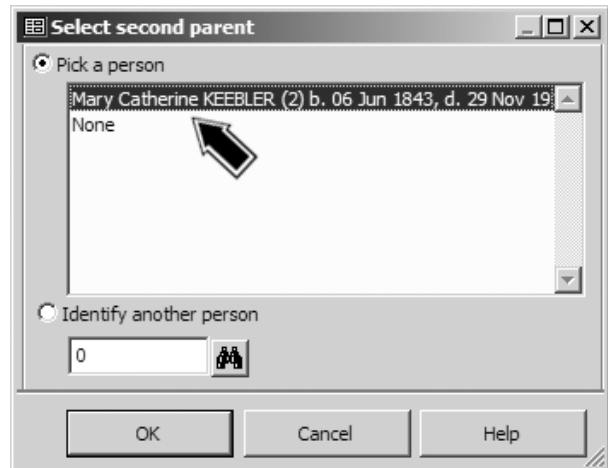 Select second parent
Pick a person
Mary Catherine KEEBLER (2) b. 06 Jun 1843, d. 29 Nov 19
None
Identify another person
0
OK Cancel Help